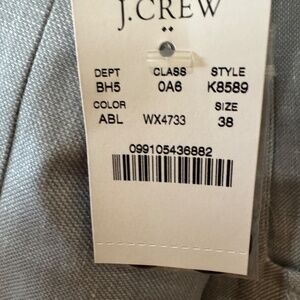 J.CREW
DEPT CLASS STYLE
BH5 0A6 K8589
COLOR SIZE
ABL WX4733 38
099105436882